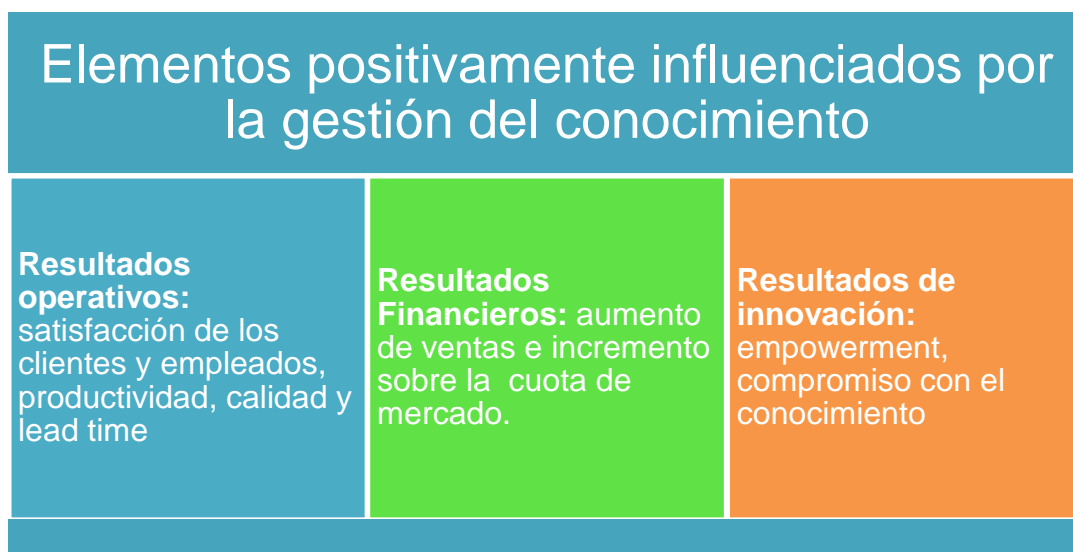 Elementos positivamente influenciados por
la gestión del conocimiento
Resultados
operativos:
satisfacción de los
clientes y empleados,
productividad, calidad y
lead time
Resultados
Financieros: aumento
de ventas e incremento
sobre la  cuota de
mercado.
Resultados de
innovación:
empowerment,
compromiso con el
conocimiento